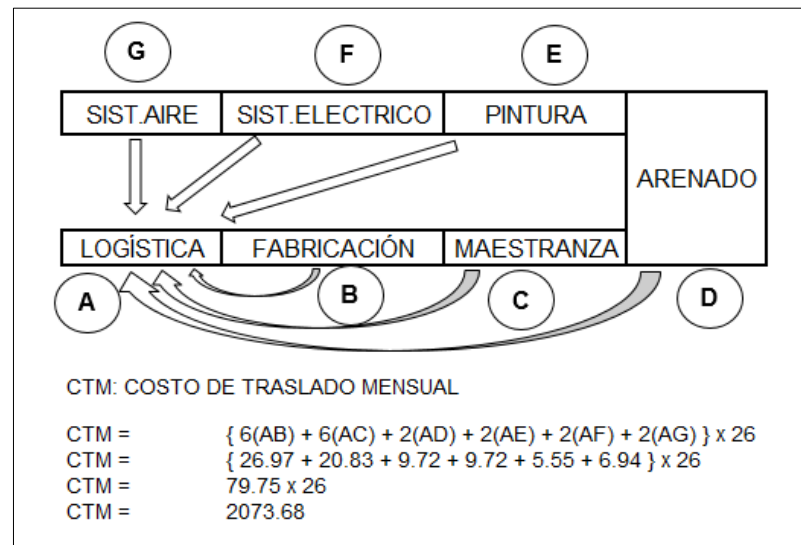 G F E
SIST.AIRE SIST.ELECTRICO PINTURA
ARENADO
LOGÍSTICA FABRICACIÓN MAESTRANZA
A B C D
CTM: COSTO DE TRASLADO MENSUAL
CTM = { 6(AB) + 6(AC) + 2(AD) + 2(AE) + 2(AF) + 2(AG) } x 26
CTM = { 26.97 + 20.83 + 9.72 + 9.72 + 5.55 + 6.94 } x 26
CTM = 79.75 x 26
CTM = 2073.68